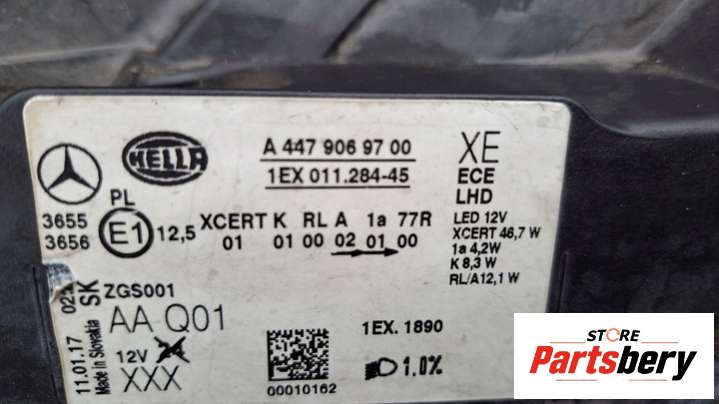 HELLA
A 447 906 97 00
1EX 011.284-45
XE
ECE
LHD
LED 12V
XCERT 46,7 W
1a 4,2W
K 8,3 W
RL/A12,1 W
PL
3655
3656
E1
12,5
XCERT K RL A 1a 77R
01 01 00 02 01 00
ZGS001
AA Q01
12V
XXX
11.01.17
Made in Slovakia
SK
1EX. 1890
1.0%
00010162
STORE
Partsbery